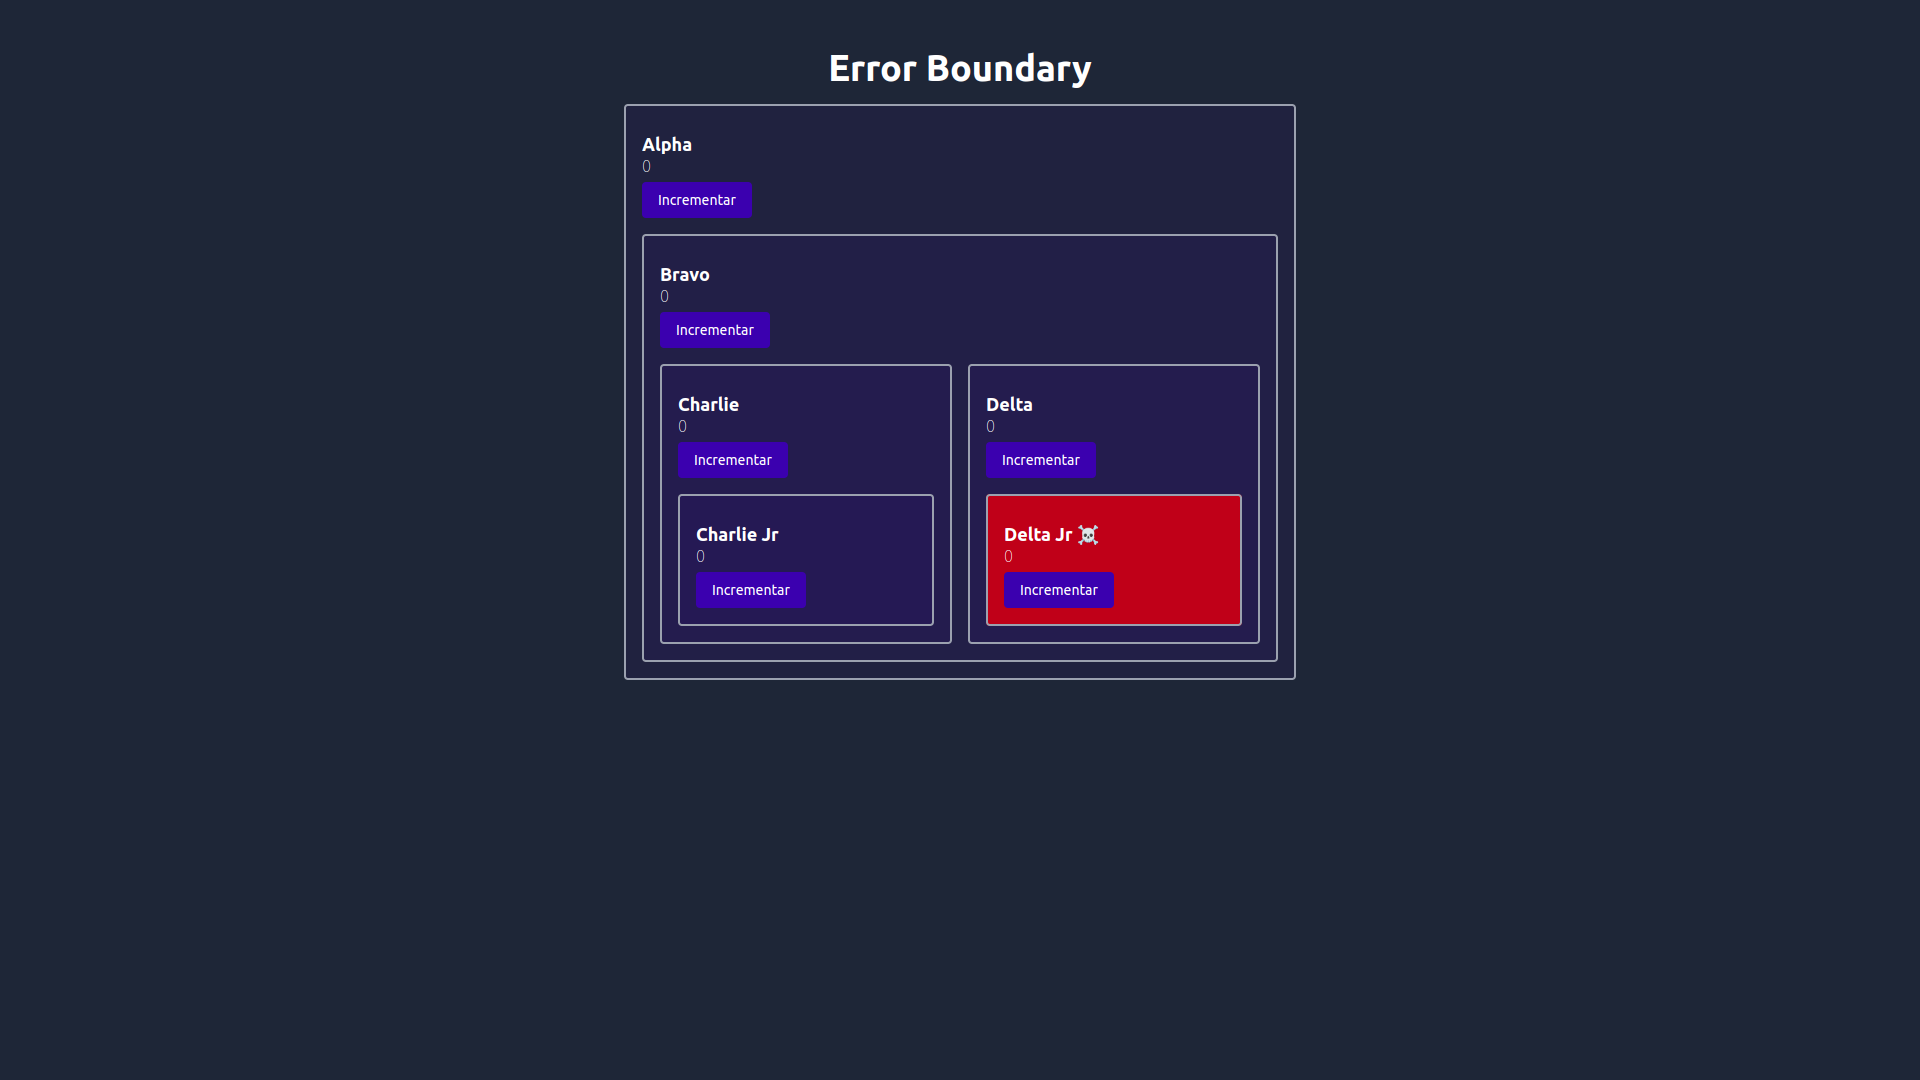 Error Boundary
Alpha
0
Incrementar
Bravo
0
Incrementar
Charlie
0
Incrementar
Charlie Jr
0
Incrementar
Delta
0
Incrementar
Delta Jr ☠️
0
Incrementar